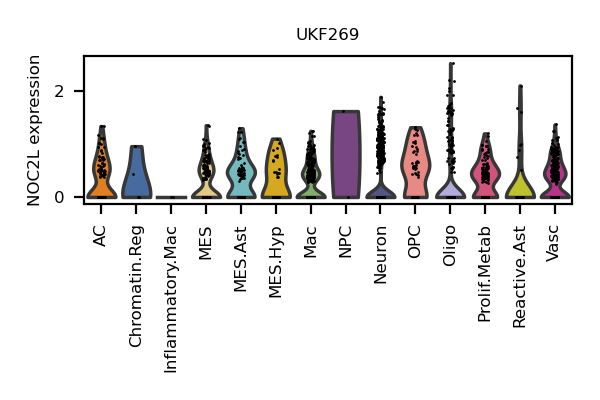 UKF269
NOC2L expression
2
0
AC
Chromatin.Reg
Inflammatory.Mac
MES
MES.Ast
MES.Hyp
Mac
NPC
Neuron
OPC
Oligo
Prolif.Metab
Reactive.Ast
Vasc